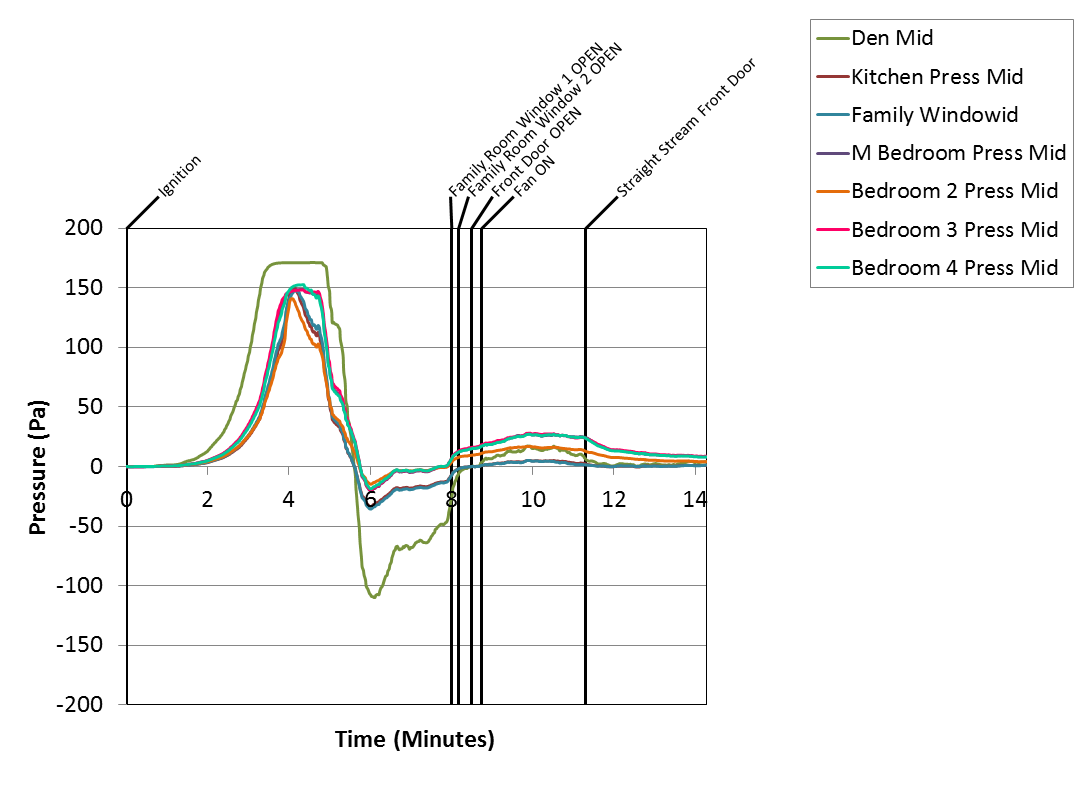 Den Mid
Kitchen Press Mid
Family Windowid
M Bedroom Press Mid
Bedroom 2 Press Mid
Bedroom 3 Press Mid
Bedroom 4 Press Mid
Ignition
Family Room Window 1 OPEN
Family Room Window 2 OPEN
Front Door OPEN
Fan ON
Straight Stream Front Door
200
150
100
50
0
-50
-100
-150
-200
0 2 4 6 8 10 12 14
Pressure (Pa)
Time (Minutes)